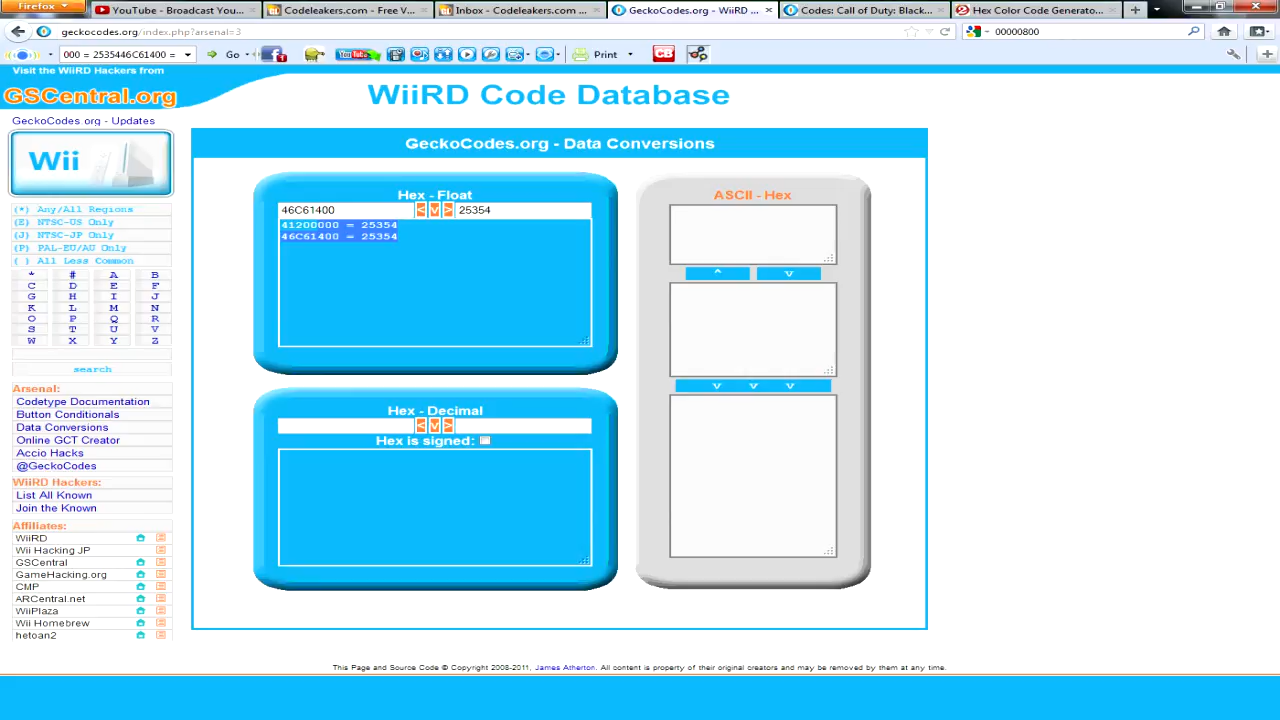 Firefox
YouTube - Broadcast You...
Codeleakers.com - Free V...
Inbox - Codeleakers.com ...
GeckoCodes.org - WiiRD ...
Codes: Call of Duty: Black...
Hex Color Code Generato...
geckocodes.org/index.php?arsenal=3
00000800
000 = 2535446C61400 =
Go
You Tube
Print
CB
Visit the WiiRD Hackers from
GSCentral.org
WiiRD Code Database
GeckoCodes.org - Updates
Wii
(*) Any/All Regions
(E) NTSC-US Only
(J) NTSC-JP Only
(P) PAL-EU/AU Only
( ) All Less Common
* # A B
C D E F
G H I J
K L M N
O P Q R
S T U V
W X Y Z
search
Arsenal:
Codetype Documentation
Button Conditionals
Data Conversions
Online GCT Creator
Accio Hacks
@GeckoCodes
WiiRD Hackers:
List All Known
Join the Known
Affiliates:
WiiRD
Wii Hacking JP
GSCentral
GameHacking.org
CMP
ARCentral.net
WiiPlaza
Wii Homebrew
hetoan2
GeckoCodes.org - Data Conversions
Hex - Float
46C61400 < v > 25354
41200000 = 25354
46C61400 = 25354
Hex - Decimal
< v >
Hex is signed:
ASCII - Hex
^ v
v v v
This Page and Source Code © Copyright 2008-2011, James Atherton. All content is property of their original creators and may be removed by them at any time.